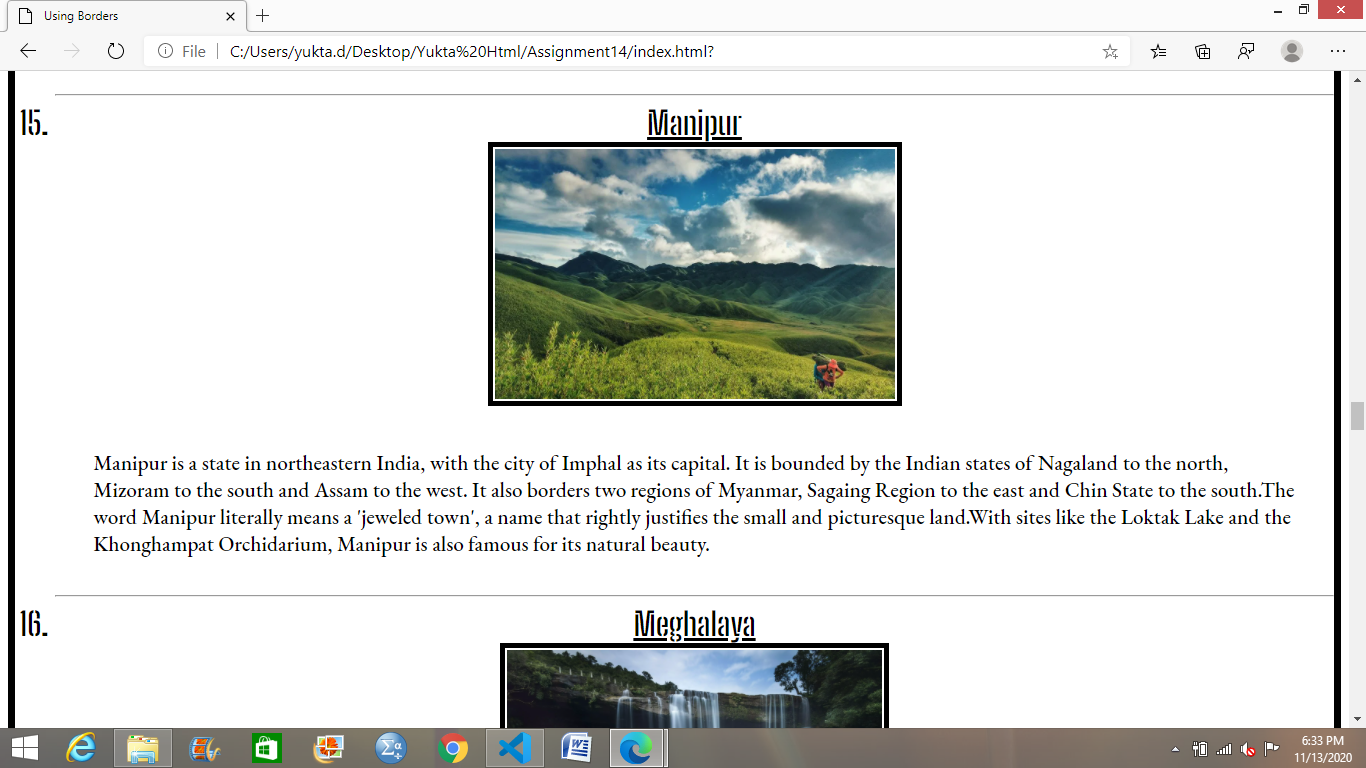 Using Borders
File
C:/Users/yukta.d/Desktop/Yukta%20Html/Assignment14/index.html?
15.
Manipur
Manipur is a state in northeastern India, with the city of Imphal as its capital. It is bounded by the Indian states of Nagaland to the north,
Mizoram to the south and Assam to the west. It also borders two regions of Myanmar, Sagaing Region to the east and Chin State to the south.The
word Manipur literally means a 'jeweled town', a name that rightly justifies the small and picturesque land.With sites like the Loktak Lake and the
Khonghampat Orchidarium, Manipur is also famous for its natural beauty.
16.
Meghalaya
6:33 PM
11/13/2020